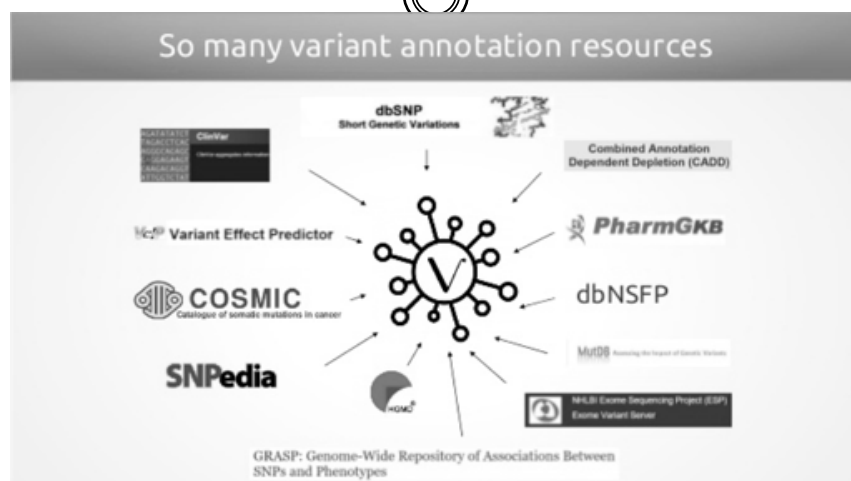 So many variant annotation resources
dbSNP
Short Genetic Variations
ClinVar
Combined Annotation
Dependent Depletion (CADD)
VeP Variant Effect Predictor
PharmGKB
V
COSMIC
Catalogue of somatic mutations in cancer
dbNSFP
MutDB
SNPedia
HGMD®
NHLBI Exome Sequencing Project (ESP)
Exome Variant Server
GRASP: Genome-Wide Repository of Associations Between
SNPs and Phenotypes